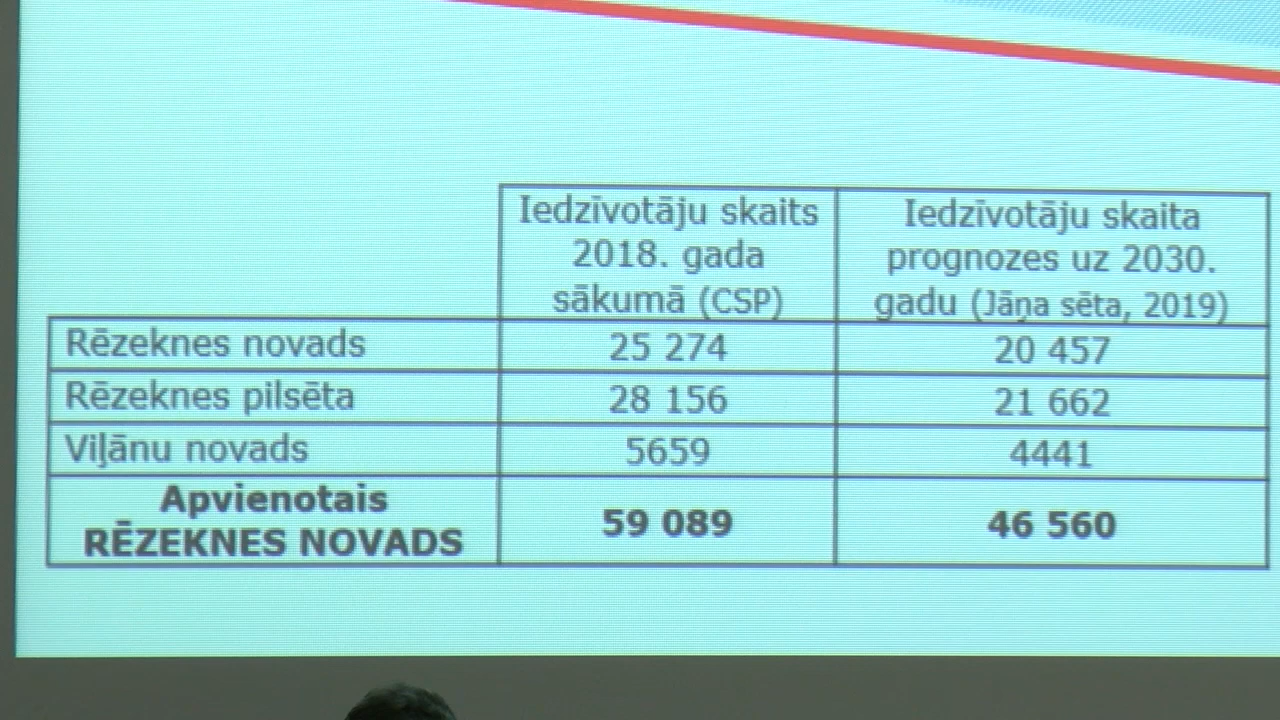 Iedzīvotāju skaits
2018. gada
sākumā (CSP)
Iedzīvotāju skaita
prognozes uz 2030.
gadu (Jāņa sēta, 2019)
Rēzeknes novads 25 274 20 457
Rēzeknes pilsēta 28 156 21 662
Viļānu novads 5659 4441
Apvienotais
RĒZEKNES NOVADS 59 089 46 560